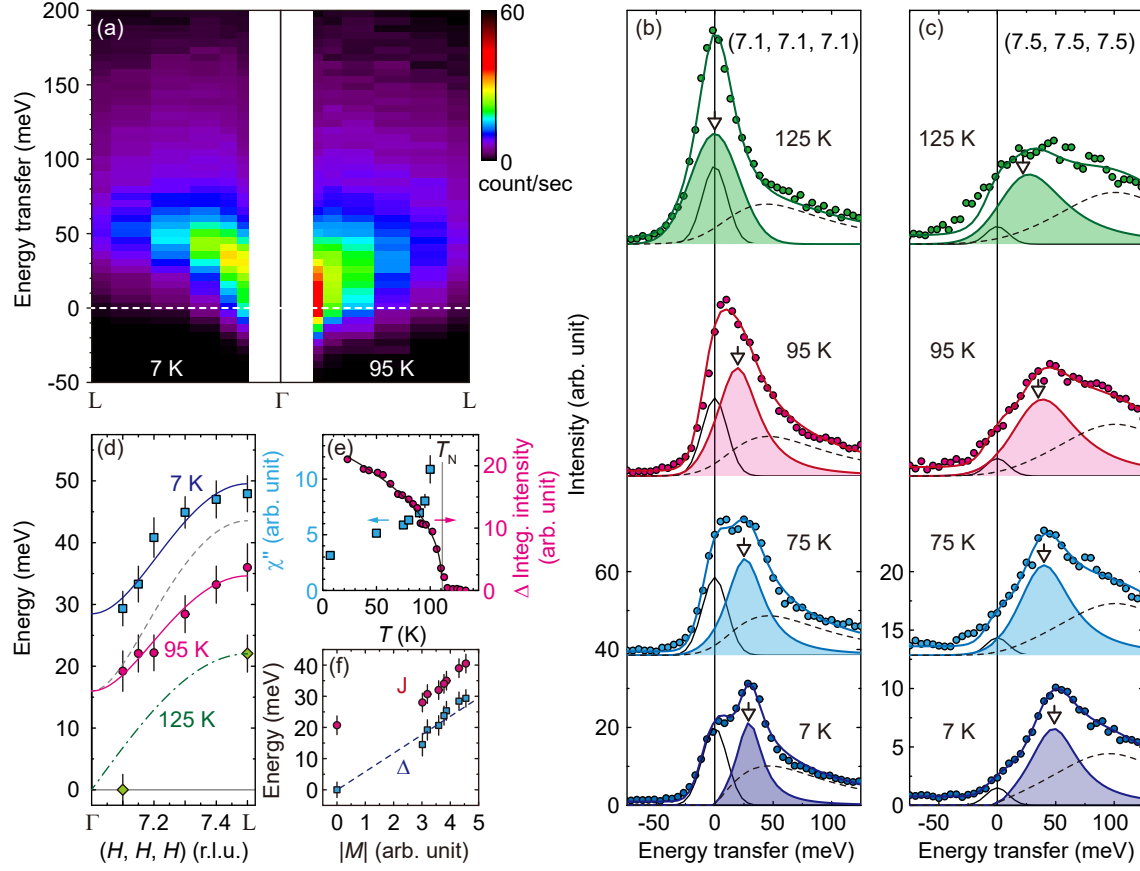 (a)
200
150
100
50
0
-50
Energy transfer (meV)
7 K
95 K
L
Γ
L
60
0
count/sec
(b)
(7.1, 7.1, 7.1)
125 K
95 K
75 K
7 K
60
40
20
0
Intensity (arb. unit)
-50
0
50
100
Energy transfer (meV)
(c)
(7.5, 7.5, 7.5)
125 K
95 K
75 K
7 K
20
15
10
5
0
-50
0
50
100
Energy transfer (meV)
(d)
60
50
40
30
20
10
0
Energy (meV)
7 K
95 K
125 K
Γ
7.2
7.4
L
(H, H, H) (r.l.u.)
(e)
TN
10
5
0
χ'' (arb. unit)
20
10
0
Δ Integ. intensity
(arb. unit)
0
50
100
T (K)
(f)
40
30
20
10
0
Energy (meV)
J
Δ
0
1
2
3
4
5
|M| (arb. unit)